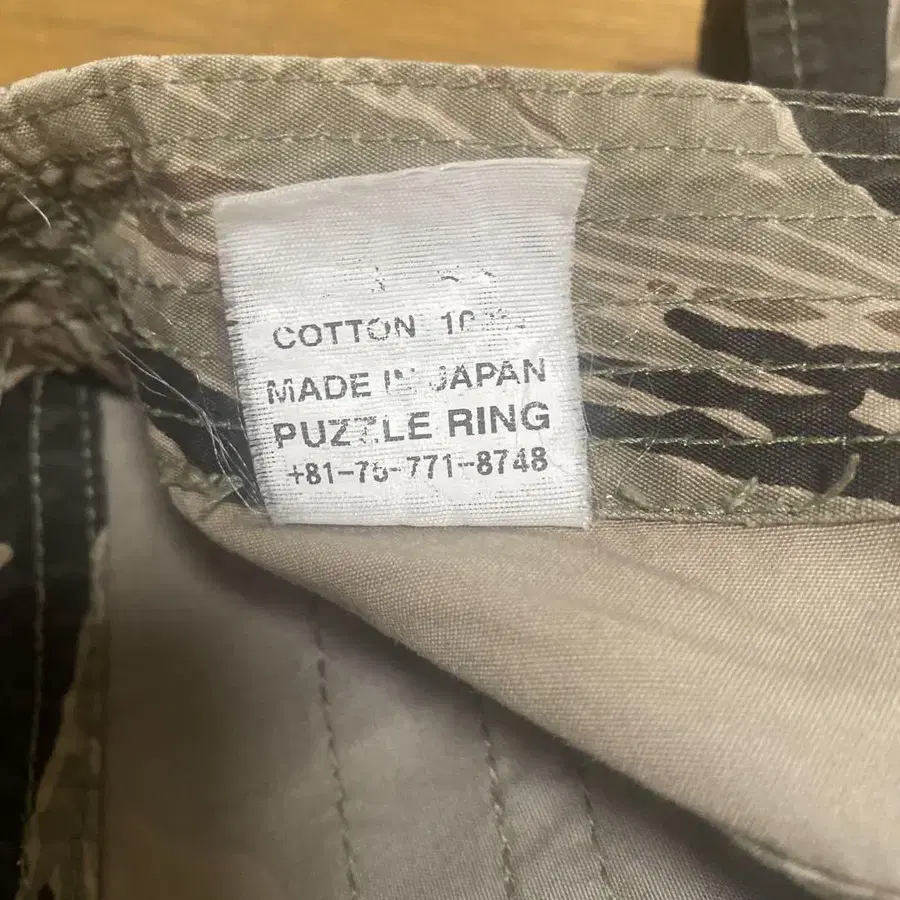 COTTON
MADE IN JAPAN
PUZZLE RING
+81-75-771-8748